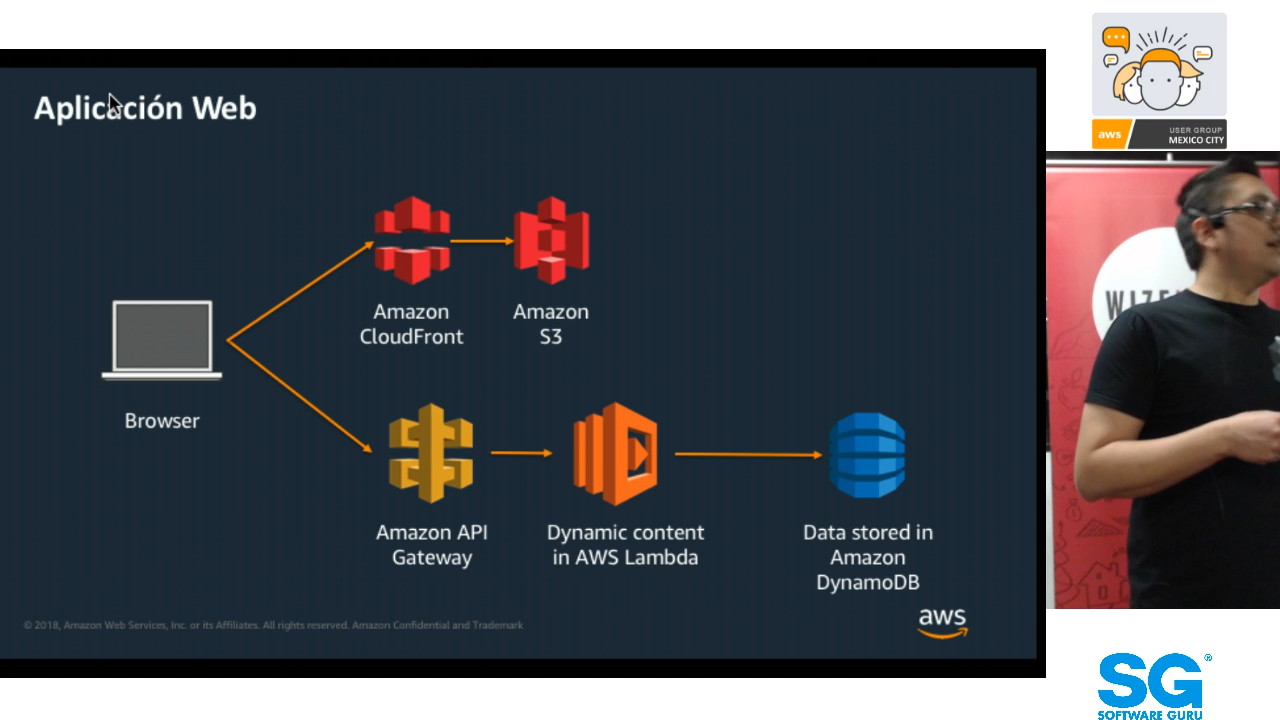 Aplicación Web
Amazon
CloudFront
Amazon
S3
Browser
Amazon API
Gateway
Dynamic content
in AWS Lambda
Data stored in
Amazon
DynamoDB
© 2018, Amazon Web Services, Inc. or its Affiliates. All rights reserved. Amazon Confidential and Trademark
aws
aws
USER GROUP
MEXICO CITY
SG®
SOFTWARE GURU